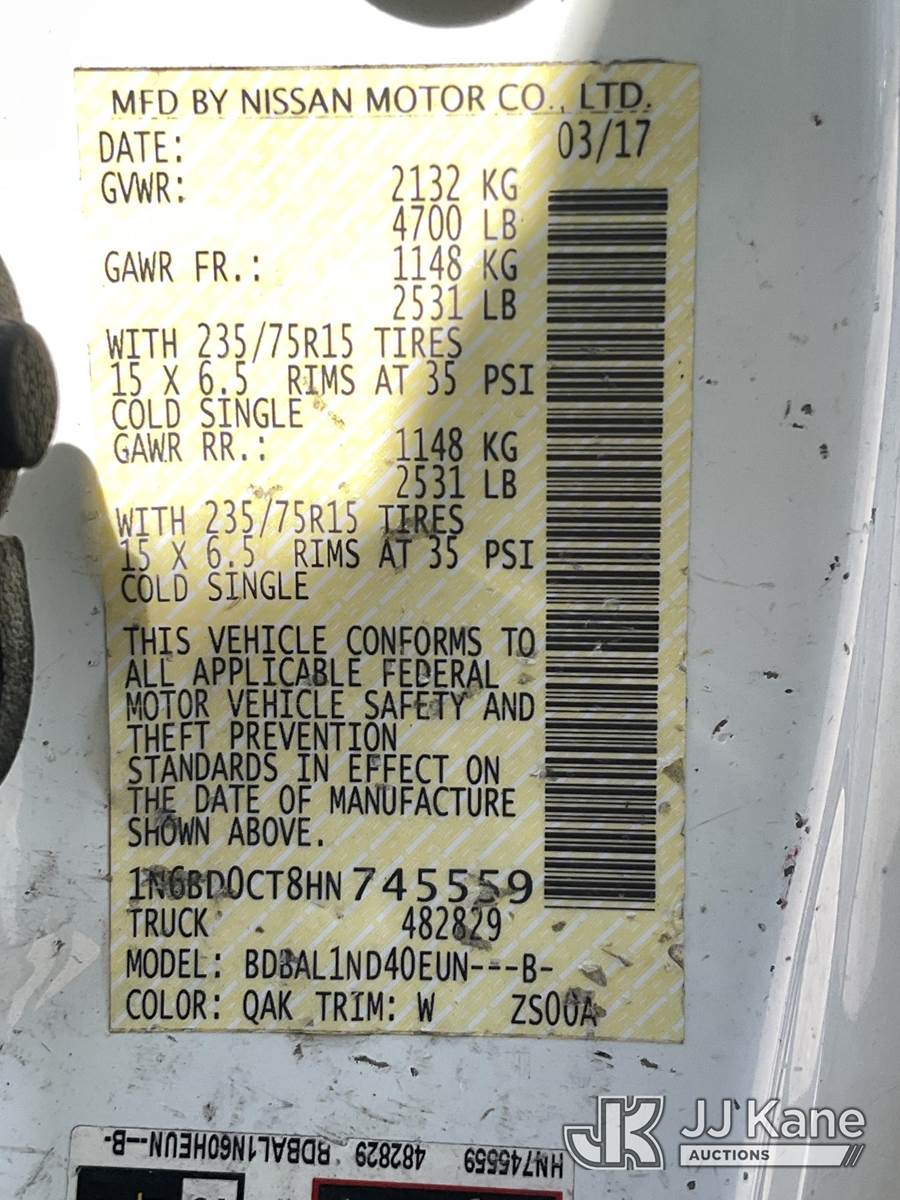 MFD BY NISSAN MOTOR CO., LTD.
DATE: 03/17
GVWR: 2132 KG
4700 LB
GAWR FR.: 1148 KG
2531 LB
WITH 235/75R15 TIRES
15 X 6.5 RIMS AT 35 PSI
COLD SINGLE
GAWR RR.: 1148 KG
2531 LB
WITH 235/75R15 TIRES
15 X 6.5 RIMS AT 35 PSI
COLD SINGLE
THIS VEHICLE CONFORMS TO
ALL APPLICABLE FEDERAL
MOTOR VEHICLE SAFETY AND
THEFT PREVENTION
STANDARDS IN EFFECT ON
THE DATE OF MANUFACTURE
SHOWN ABOVE.
1N6BD0CT8HN745559
TRUCK 482829
MODEL: BDBAL1ND40EUN---B-
COLOR: QAK TRIM: W ZS00A
HN745559 482829 BDBAL1N60HEUN--B-
JK JJ Kane
AUCTIONS